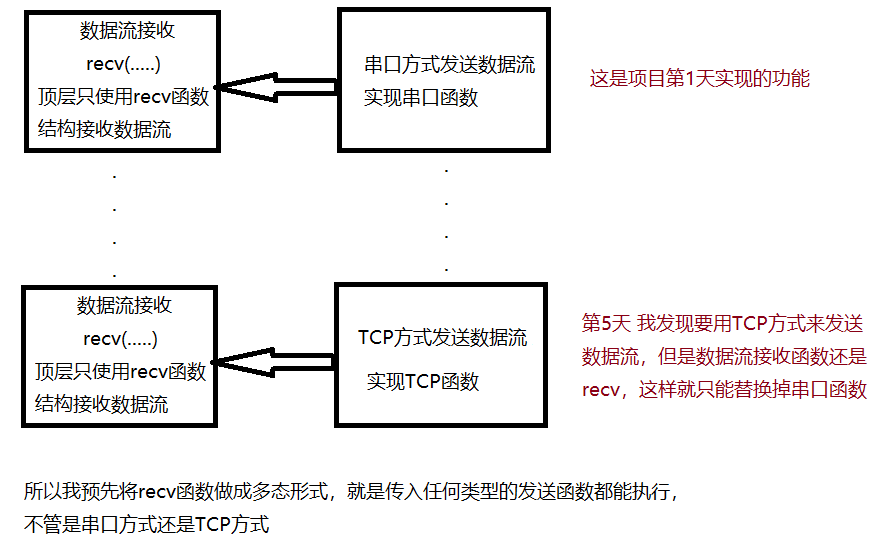 数据流接收
recv(.....)
顶层只使用recv函数
结构接收数据流
串口方式发送数据流
实现串口函数
这是项目第1天实现的功能
数据流接收
recv(.....)
顶层只使用recv函数
结构接收数据流
TCP方式发送数据流
实现TCP函数
第5天 我发现要用TCP方式来发送
数据流，但是数据流接收函数还是
recv，这样就只能替换掉串口函数
所以我预先将recv函数做成多态形式，就是传入任何类型的发送函数都能执行，
不管是串口方式还是TCP方式